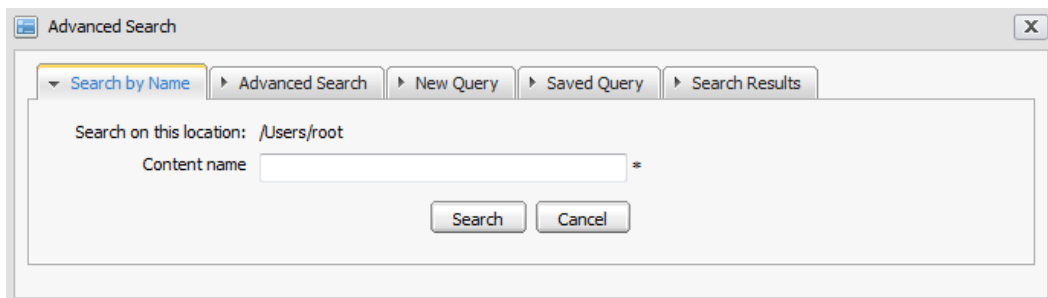 Advanced Search
X
Search by Name Advanced Search New Query Saved Query Search Results
Search on this location: /Users/root
Content name *
Search Cancel